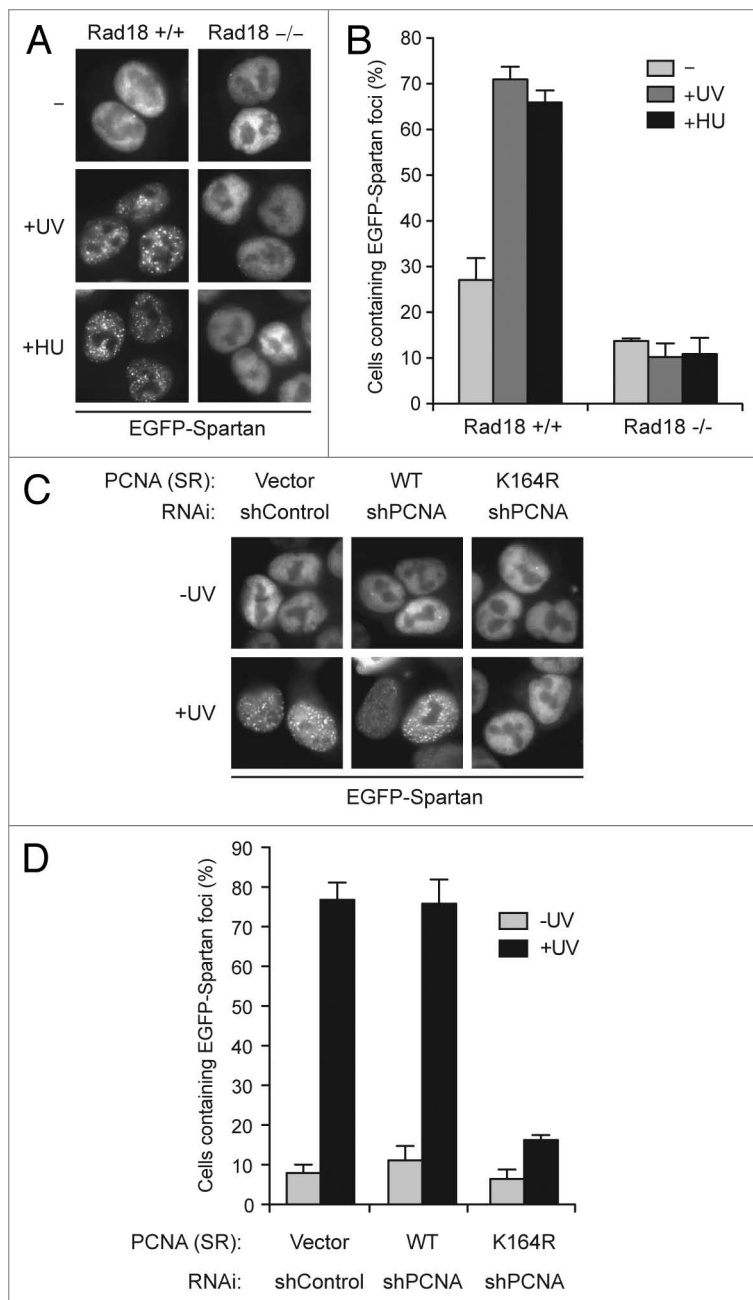 A
Rad18 +/+ Rad18 –/–
–
+UV
+HU
EGFP-Spartan
B
Cells containing EGFP-Spartan foci (%)
80
70
60
50
40
30
20
10
0
–
+UV
+HU
Rad18 +/+ Rad18 -/-
C
PCNA (SR): Vector WT K164R
RNAi: shControl shPCNA shPCNA
-UV
+UV
EGFP-Spartan
D
Cells containing EGFP-Spartan foci (%)
90
80
70
60
50
40
30
20
10
0
-UV
+UV
PCNA (SR): Vector WT K164R
RNAi: shControl shPCNA shPCNA